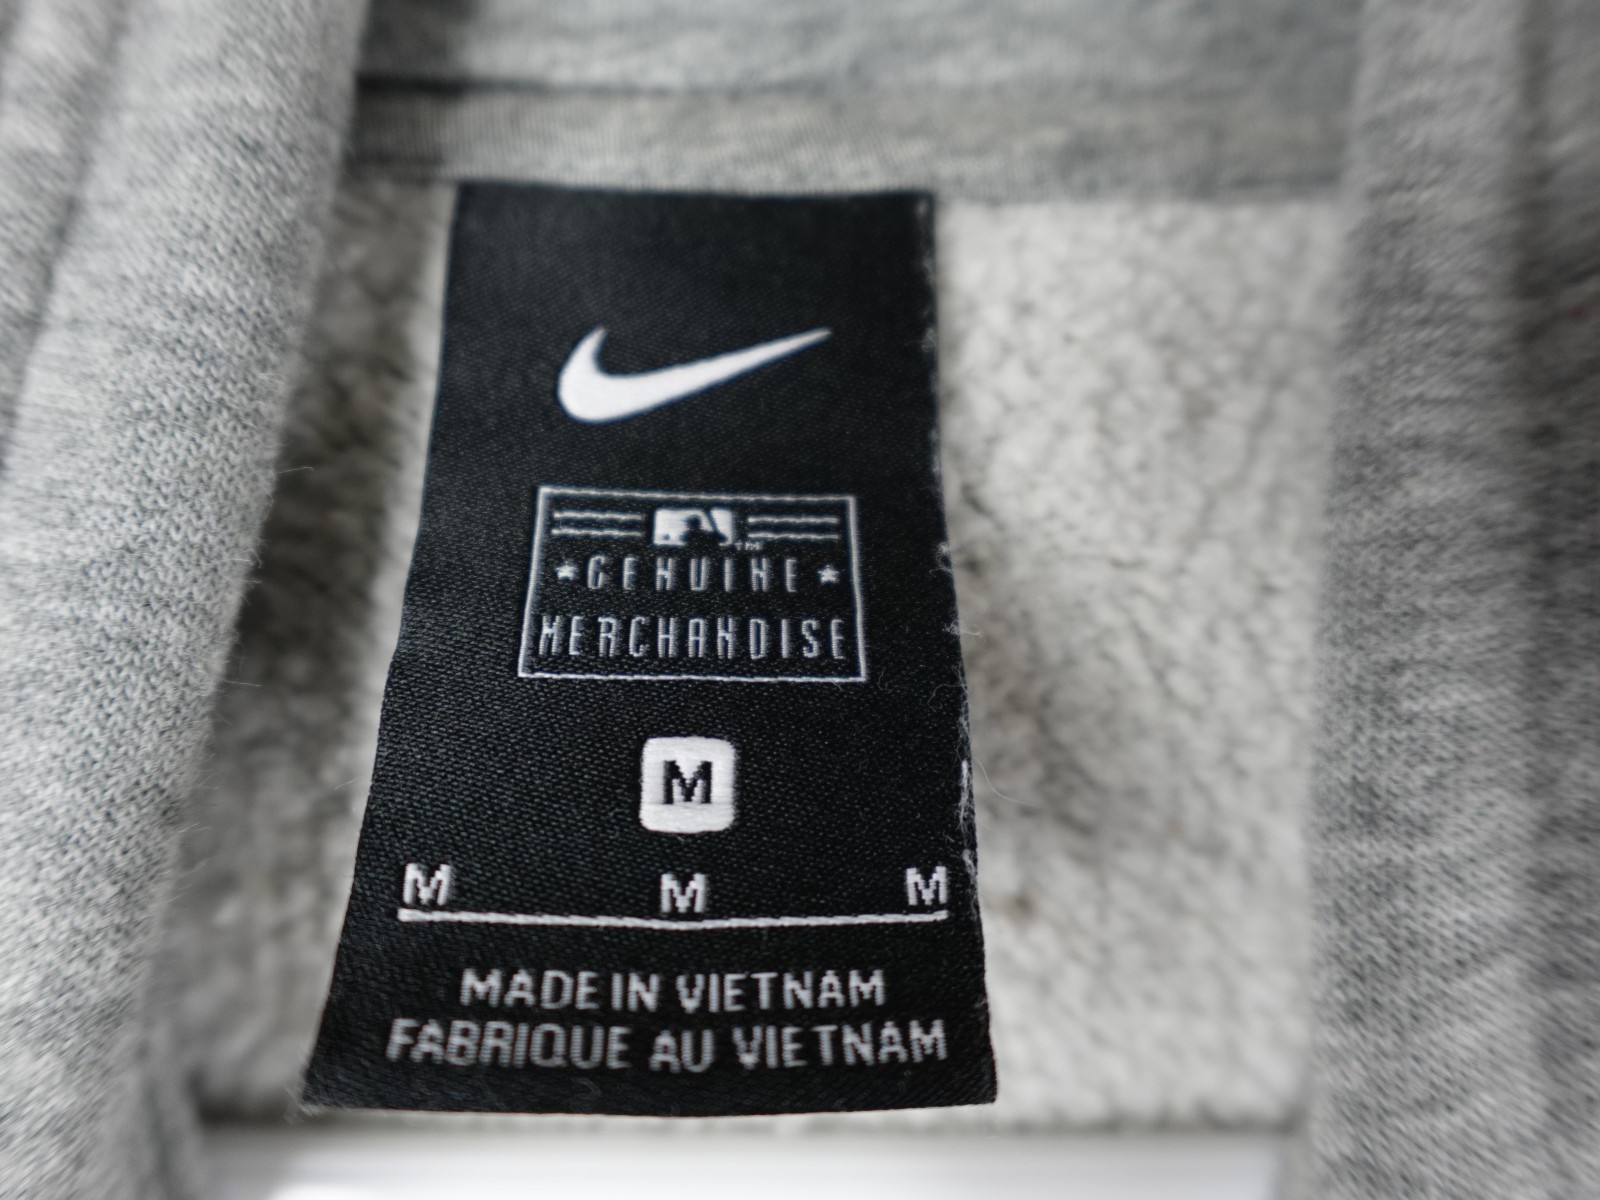 GENUINE
MERCHANDISE
M
M M M
MADE IN VIETNAM
FABRIQUE AU VIETNAM